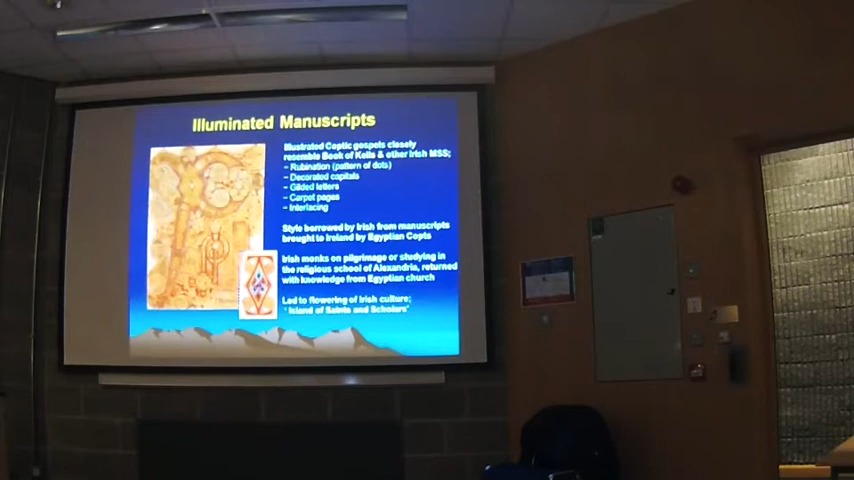 Illuminated Manuscripts
Illustrated Coptic gospels closely
resemble Book of Kells & other Irish MSS;
– Rubrication (pattern of dots)
– Decorated capitals
– Gilded letters
– Carpet pages
– Interlacing
Style borrowed by Irish from manuscripts
brought to Ireland by Egyptian Copts
Irish monks on pilgrimage or studying in
the religious school of Alexandria, returned
with knowledge from Egyptian church
Led to flowering of Irish culture:
'Island of Saints and Scholars'